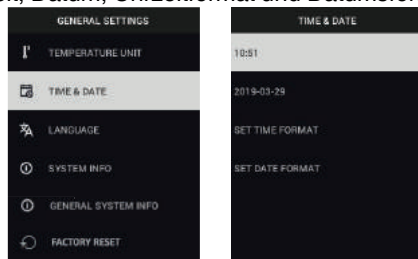 GENERAL SETTINGS
TEMPERATURE UNIT
TIME & DATE
LANGUAGE
SYSTEM INFO
GENERAL SYSTEM INFO
FACTORY RESET
TIME & DATE
10:51
2019-03-29
SET TIME FORMAT
SET DATE FORMAT